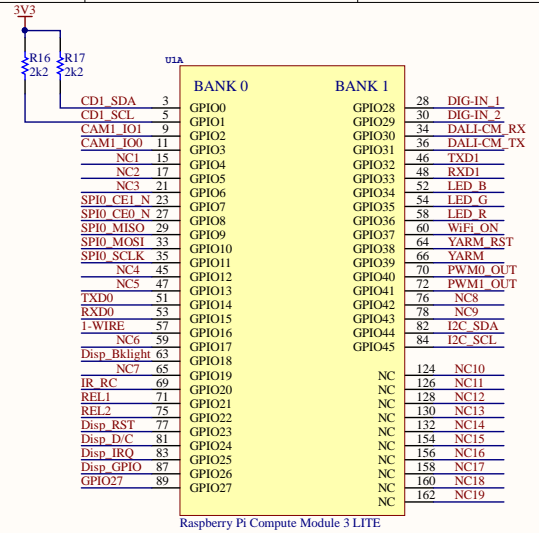 3V3
R16 R17
2k2 2k2
U1A
BANK 0 BANK 1
CD1_SDA 3 GPIO0 GPIO28 28 DIG-IN_1
CD1_SCL 5 GPIO1 GPIO29 30 DIG-IN_2
CAM1_IO1 9 GPIO2 GPIO30 34 DALI-CM_RX
CAM1_IO0 11 GPIO3 GPIO31 36 DALI-CM_TX
NC1 15 GPIO4 GPIO32 46 TXD1
NC2 17 GPIO5 GPIO33 48 RXD1
NC3 21 GPIO6 GPIO34 52 LED_B
SPI0_CE1_N 23 GPIO7 GPIO35 54 LED_G
SPI0_CE0_N 27 GPIO8 GPIO36 58 LED_R
SPI0_MISO 29 GPIO9 GPIO37 60 WiFi_ON
SPI0_MOSI 33 GPIO10 GPIO38 64 YARM_RST
SPI0_SCLK 35 GPIO11 GPIO39 66 YARM
NC4 45 GPIO12 GPIO40 70 PWM0_OUT
NC5 47 GPIO13 GPIO41 72 PWM1_OUT
TXD0 51 GPIO14 GPIO42 76 NC8
RXD0 53 GPIO15 GPIO43 78 NC9
1-WIRE 57 GPIO16 GPIO44 82 I2C_SDA
NC6 59 GPIO17 GPIO45 84 I2C_SCL
Disp_Bklight 63 GPIO18
NC7 65 GPIO19 NC 124 NC10
IR_RC 69 GPIO20 NC 126 NC11
REL1 71 GPIO21 NC 128 NC12
REL2 75 GPIO22 NC 130 NC13
Disp_RST 77 GPIO23 NC 132 NC14
Disp_D/C 81 GPIO24 NC 154 NC15
Disp_IRQ 83 GPIO25 NC 156 NC16
Disp_GPIO 87 GPIO26 NC 158 NC17
GPIO27 89 GPIO27 NC 160 NC18
NC 162 NC19
Raspberry Pi Compute Module 3 LITE